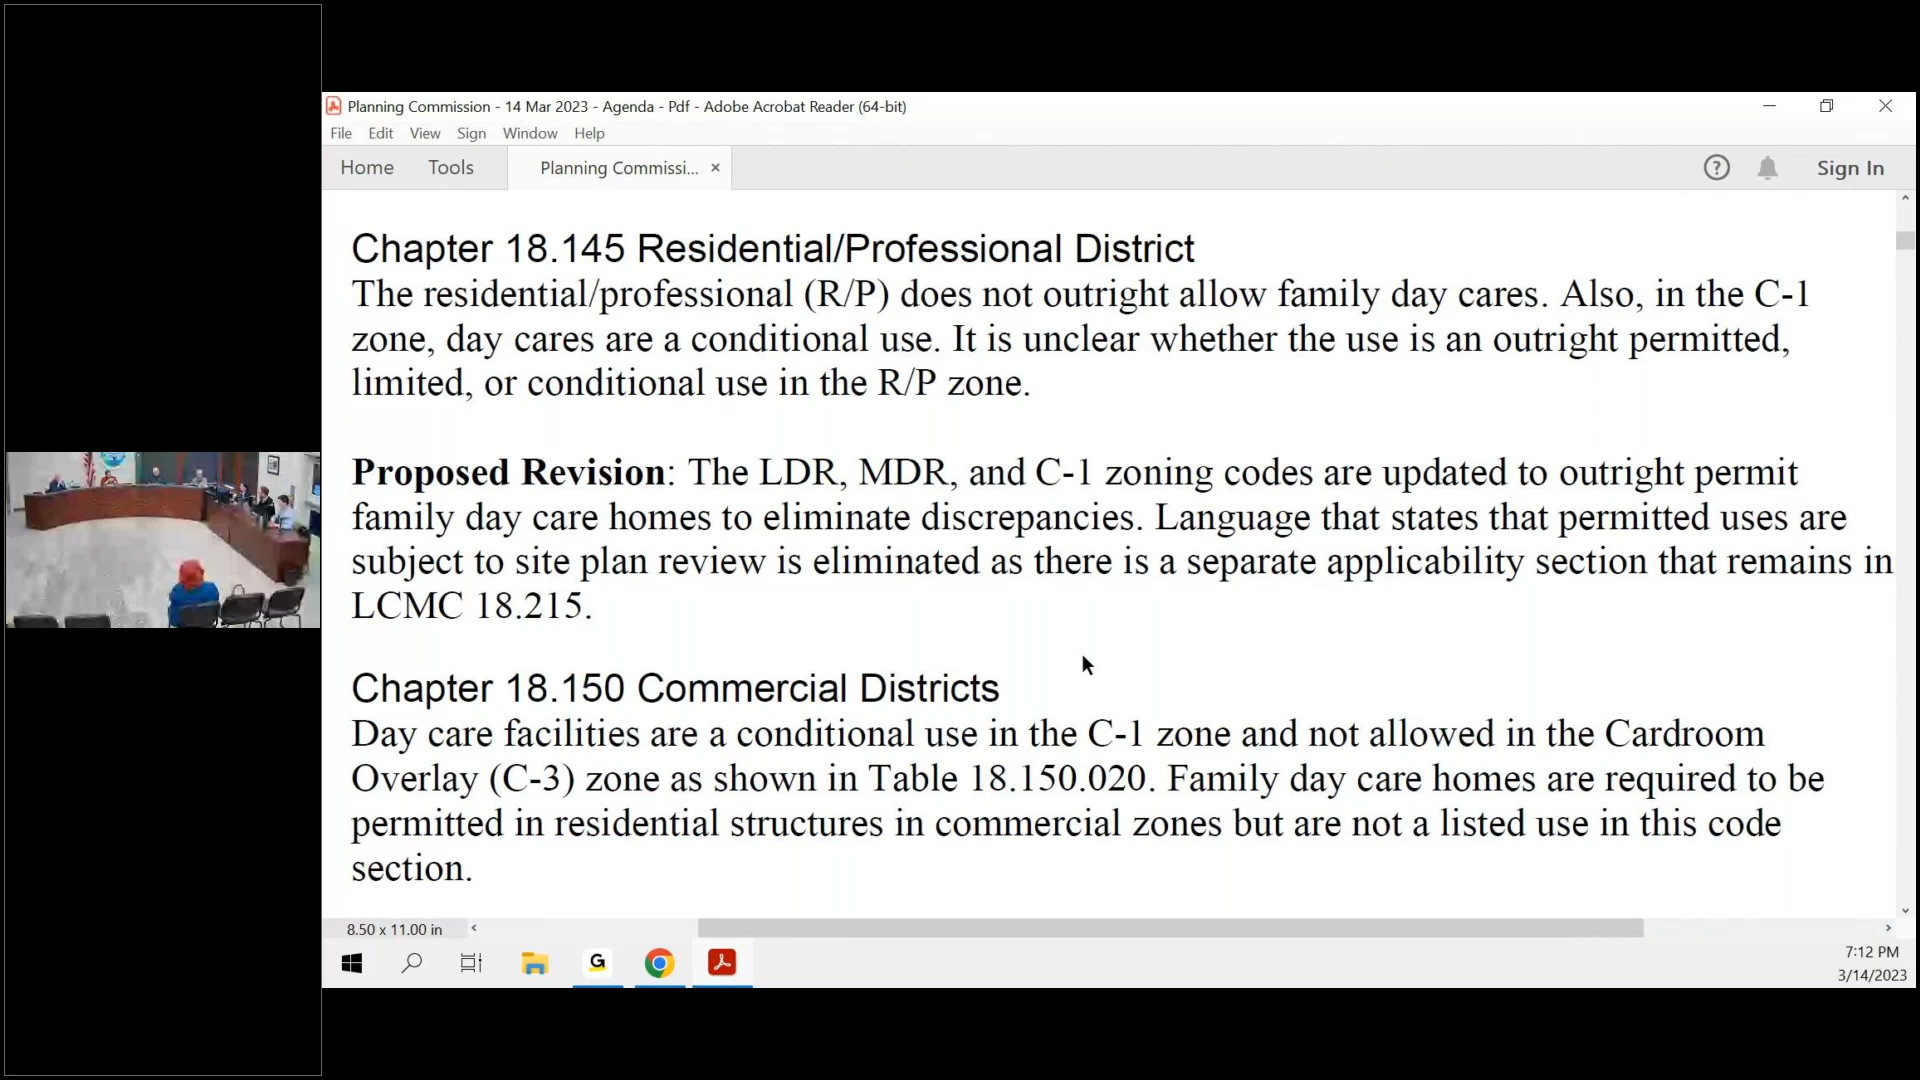 Planning Commission - 14 Mar 2023 - Agenda - Pdf - Adobe Acrobat Reader (64-bit)
File Edit View Sign Window Help
Home Tools Planning Commissi... × Sign In
Chapter 18.145 Residential/Professional District
The residential/professional (R/P) does not outright allow family day cares. Also, in the C-1
zone, day cares are a conditional use. It is unclear whether the use is an outright permitted,
limited, or conditional use in the R/P zone.
Proposed Revision: The LDR, MDR, and C-1 zoning codes are updated to outright permit
family day care homes to eliminate discrepancies. Language that states that permitted uses are
subject to site plan review is eliminated as there is a separate applicability section that remains in
LCMC 18.215.
Chapter 18.150 Commercial Districts
Day care facilities are a conditional use in the C-1 zone and not allowed in the Cardroom
Overlay (C-3) zone as shown in Table 18.150.020. Family day care homes are required to be
permitted in residential structures in commercial zones but are not a listed use in this code
section.
8.50 x 11.00 in
G
7:12 PM
3/14/2023